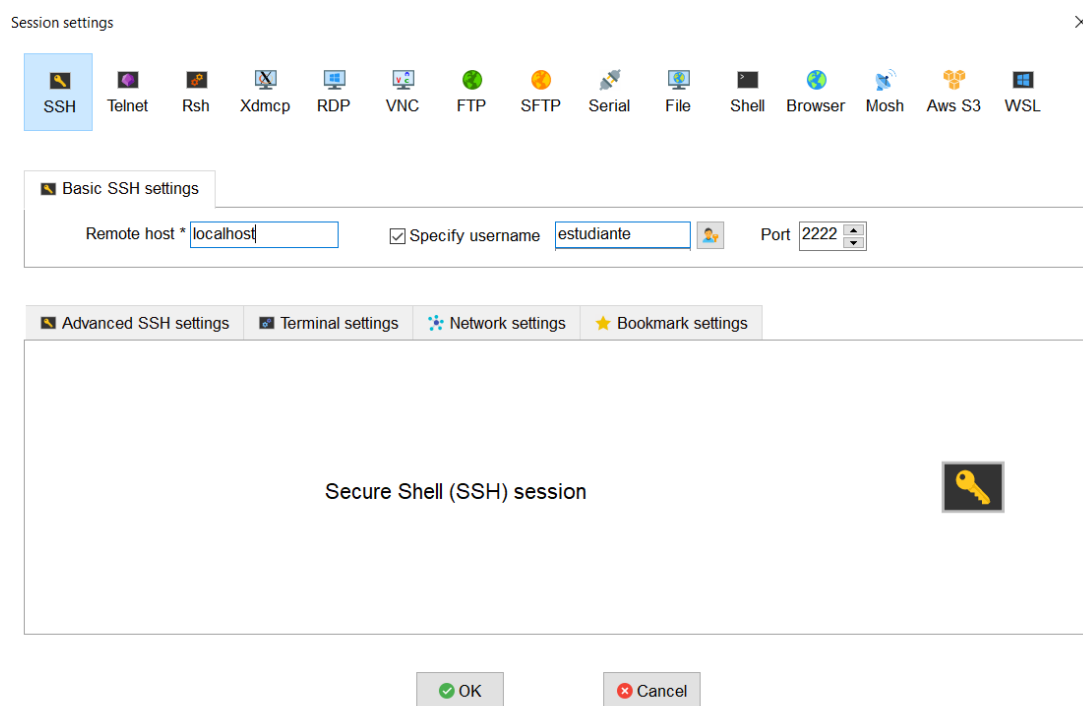 Session settings
SSH Telnet Rsh Xdmcp RDP VNC FTP SFTP Serial File Shell Browser Mosh Aws S3 WSL
Basic SSH settings
Remote host * localhost Specify username estudiante Port 2222
Advanced SSH settings Terminal settings Network settings Bookmark settings
Secure Shell (SSH) session
OK Cancel